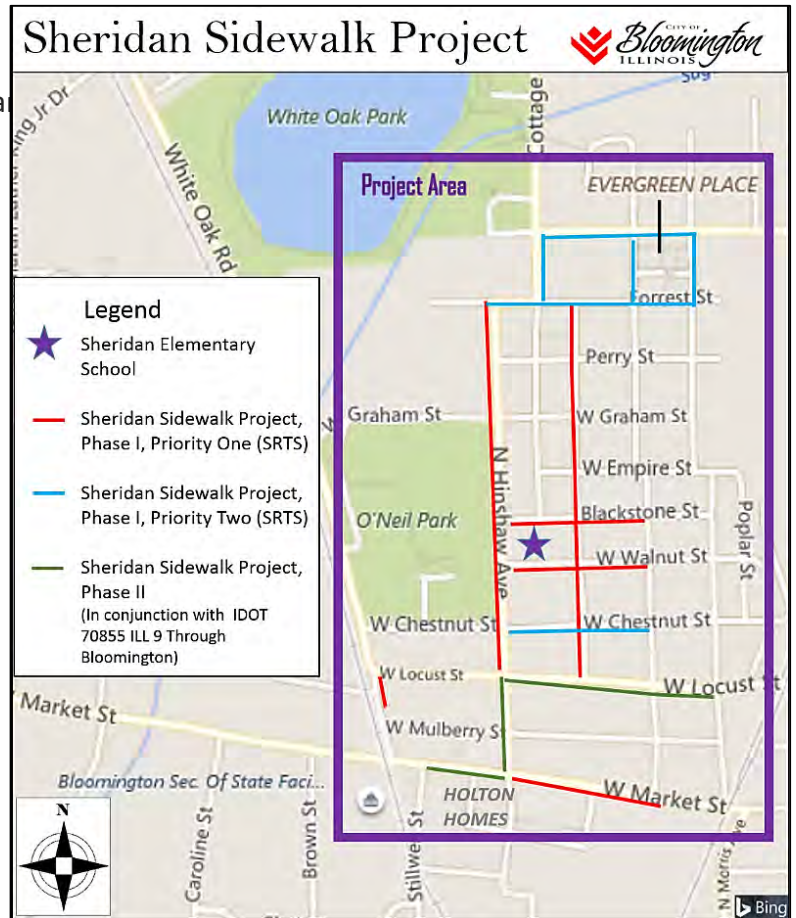 Sheridan Sidewalk Project
CITY OF
Bloomington
ILLINOIS
White Oak Park
Cottage
King Jr Dr
White Oak Rd
Project Area
EVERGREEN PLACE
Legend
Sheridan Elementary
School
Sheridan Sidewalk Project,
Phase I, Priority One (SRTS)
Sheridan Sidewalk Project,
Phase I, Priority Two (SRTS)
Sheridan Sidewalk Project,
Phase II
(In conjunction with IDOT
70855 ILL 9 Through
Bloomington)
Forrest St
Perry St
Graham St
W Graham St
N Hinshaw Ave
W Empire St
O'Neil Park
Blackstone St
Poplar St
W Walnut St
W Chestnut St
W Chestnut St
W Locust St
W Locust St
Market St
W Mulberry St
Bloomington Sec. Of State Faci...
HOLTON
HOMES
W Market St
N
Caroline St
Brown St
Stillwell St
N Morris Ave
Bing